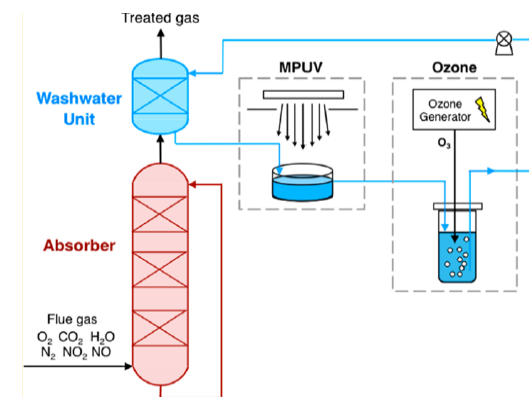 Treated gas
MPUV
Ozone
Washwater
Unit
Ozone
Generator
O₃
Absorber
Flue gas
O₂ CO₂ H₂O
N₂ NO₂ NO